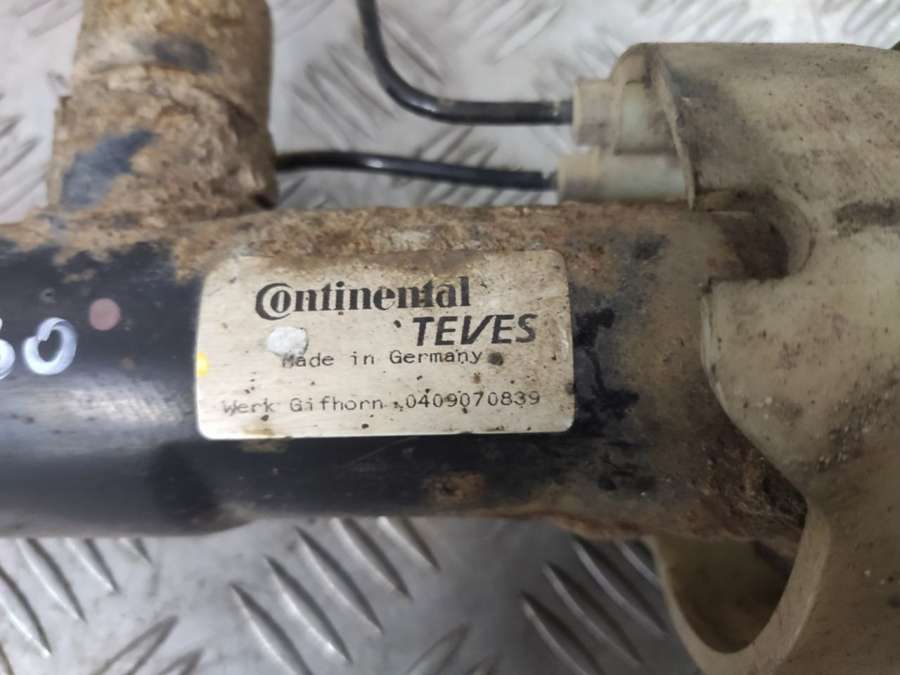 Continental
TEVES
Made in Germany
Werk Gifhorn 0409070839